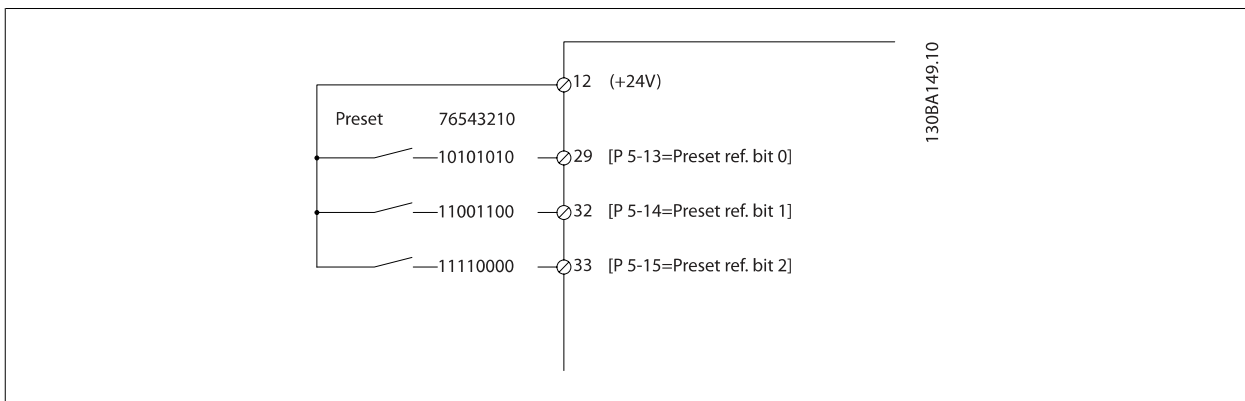 12 (+24V)
Preset 76543210
10101010 29 [P 5-13=Preset ref. bit 0]
11001100 32 [P 5-14=Preset ref. bit 1]
11110000 33 [P 5-15=Preset ref. bit 2]
130BA149.10